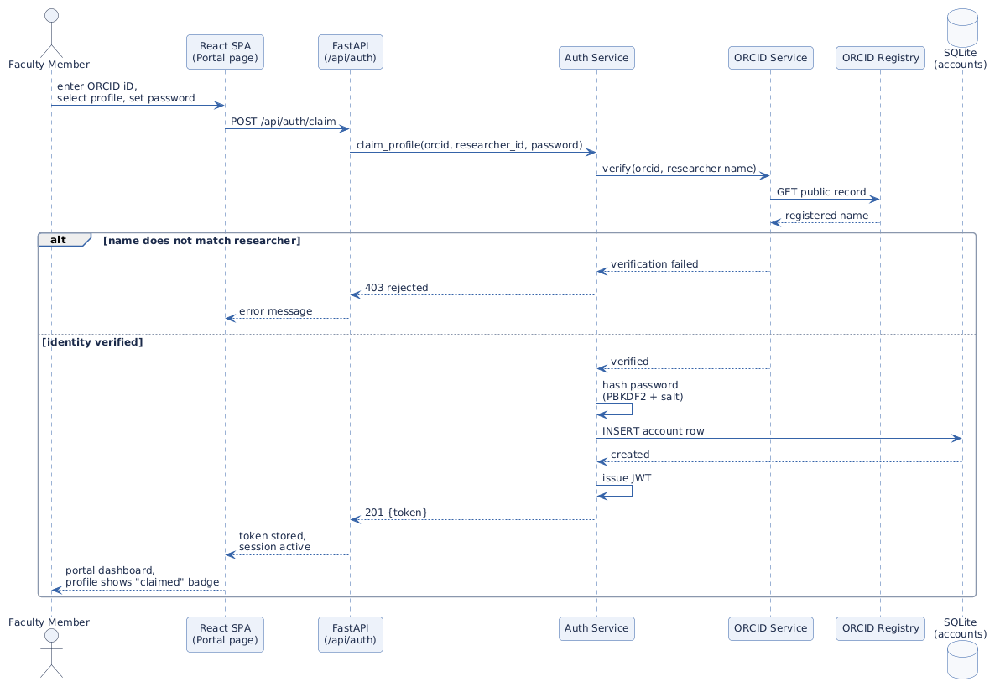 Faculty Member
React SPA
(Portal page)
FastAPI
(/api/auth)
Auth Service
ORCID Service
ORCID Registry
SQLite
(accounts)
enter ORCID iD,
select profile, set password
POST /api/auth/claim
claim_profile(orcid, researcher_id, password)
verify(orcid, researcher name)
GET public record
registered name
alt
[name does not match researcher]
verification failed
403 rejected
error message
[identity verified]
verified
hash password
(PBKDF2 + salt)
INSERT account row
created
issue JWT
201 {token}
token stored,
session active
portal dashboard,
profile shows "claimed" badge
Faculty Member
React SPA
(Portal page)
FastAPI
(/api/auth)
Auth Service
ORCID Service
ORCID Registry
SQLite
(accounts)